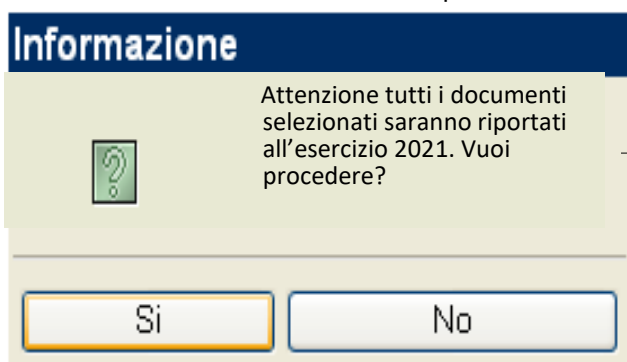 Informazione
Attenzione tutti i documenti
selezionati saranno riportati
all’esercizio 2021. Vuoi
procedere?
Si
No